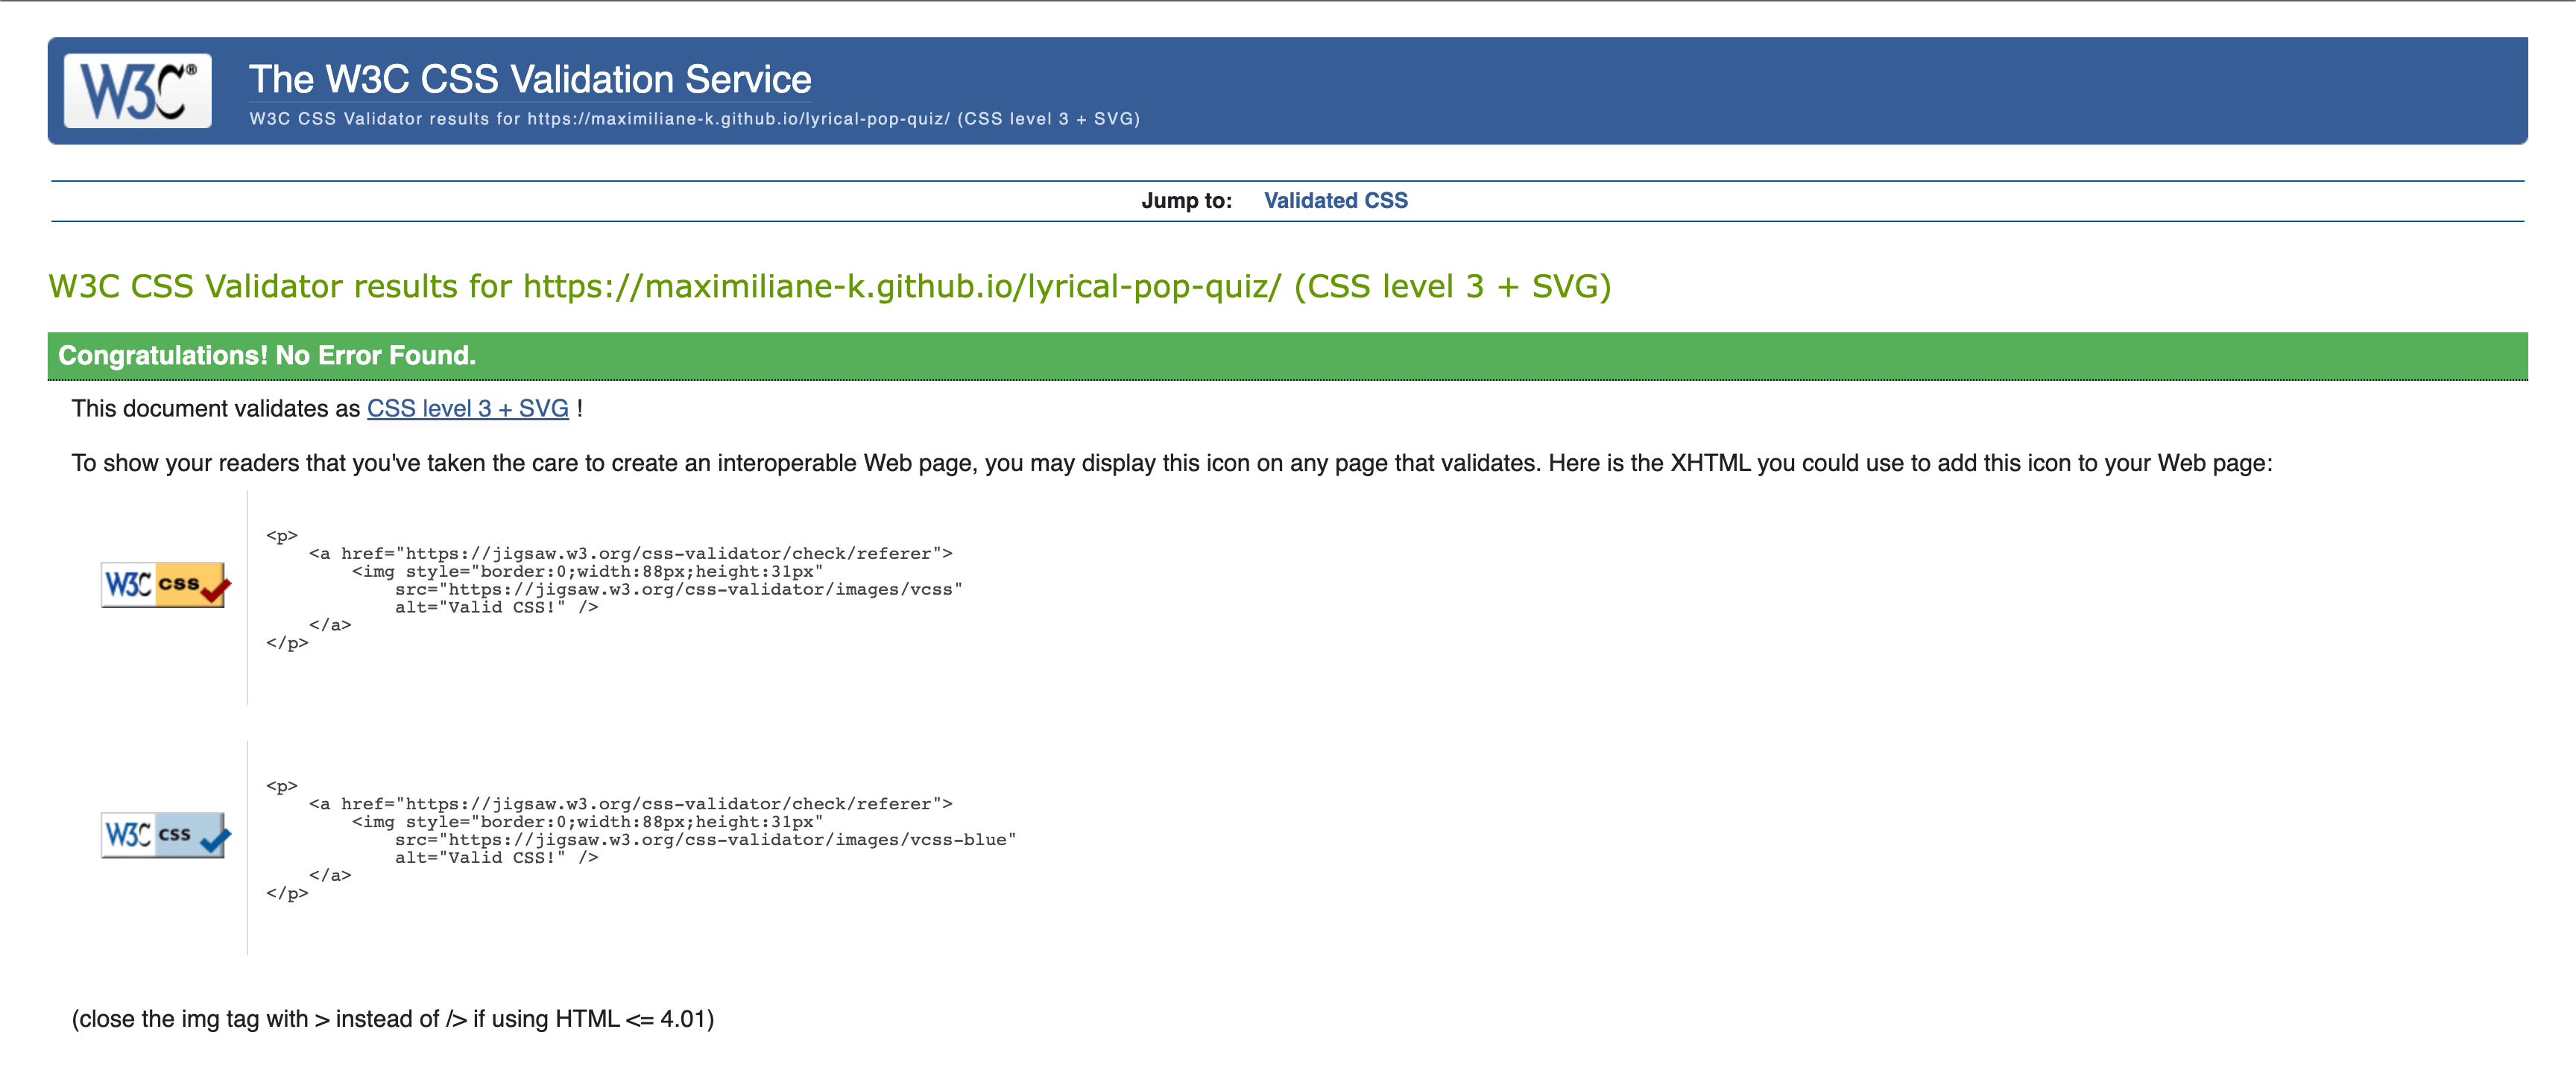 W3C®
The W3C CSS Validation Service
W3C CSS Validator results for https://maximiliane-k.github.io/lyrical-pop-quiz/ (CSS level 3 + SVG)
Jump to: Validated CSS
W3C CSS Validator results for https://maximiliane-k.github.io/lyrical-pop-quiz/ (CSS level 3 + SVG)
Congratulations! No Error Found.
This document validates as CSS level 3 + SVG !
To show your readers that you've taken the care to create an interoperable Web page, you may display this icon on any page that validates. Here is the XHTML you could use to add this icon to your Web page:
W3C css
<p>
    <a href="https://jigsaw.w3.org/css-validator/check/referer">
        <img style="border:0;width:88px;height:31px"
            src="https://jigsaw.w3.org/css-validator/images/vcss"
            alt="Valid CSS!" />
    </a>
</p>
W3C css
<p>
    <a href="https://jigsaw.w3.org/css-validator/check/referer">
        <img style="border:0;width:88px;height:31px"
            src="https://jigsaw.w3.org/css-validator/images/vcss-blue"
            alt="Valid CSS!" />
    </a>
</p>
(close the img tag with > instead of /> if using HTML <= 4.01)